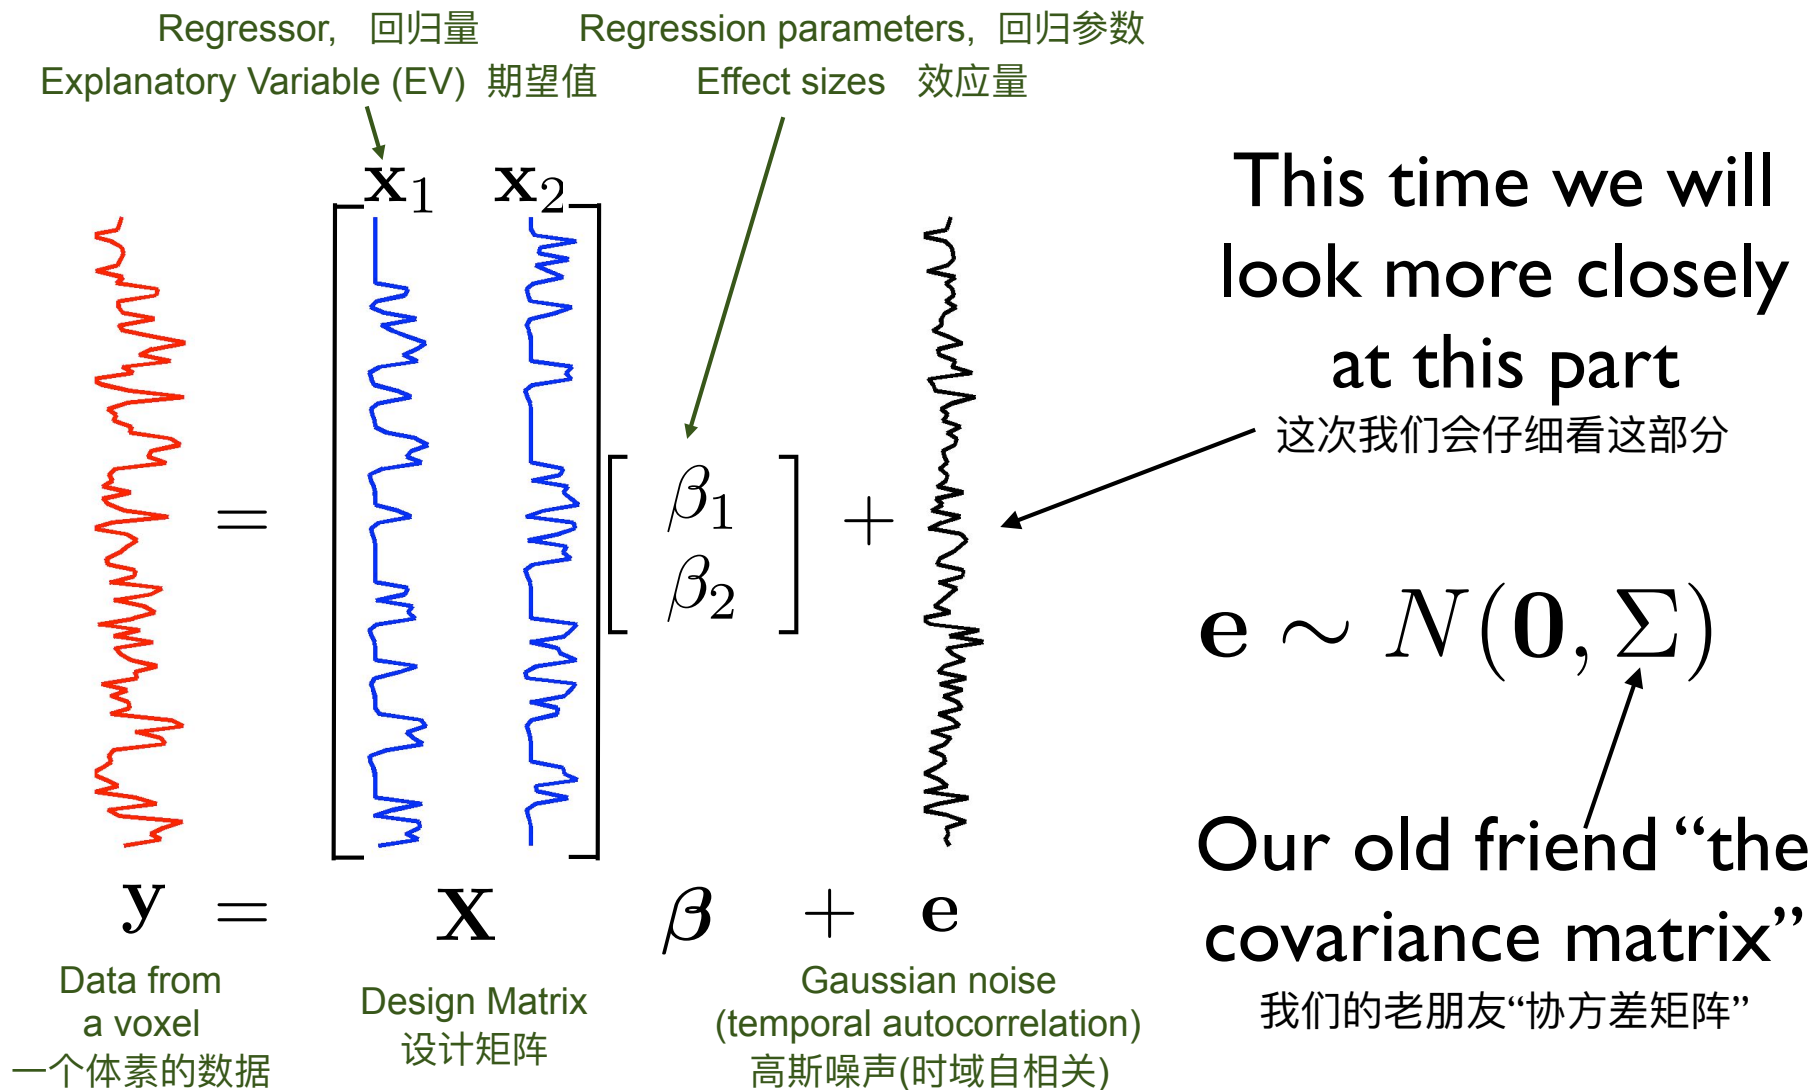 Regressor, 回归量
Explanatory Variable (EV) 期望值
Regression parameters, 回归参数
Effect sizes 效应量
x₁ x₂
=
β₁
β₂
+
y = X β + e
Data from
a voxel
一个体素的数据
Design Matrix
设计矩阵
Gaussian noise
(temporal autocorrelation)
高斯噪声(时域自相关)
This time we will
look more closely
at this part
这次我们会仔细看这部分
e ~ N(0, Σ)
Our old friend “the
covariance matrix”
我们的老朋友“协方差矩阵”